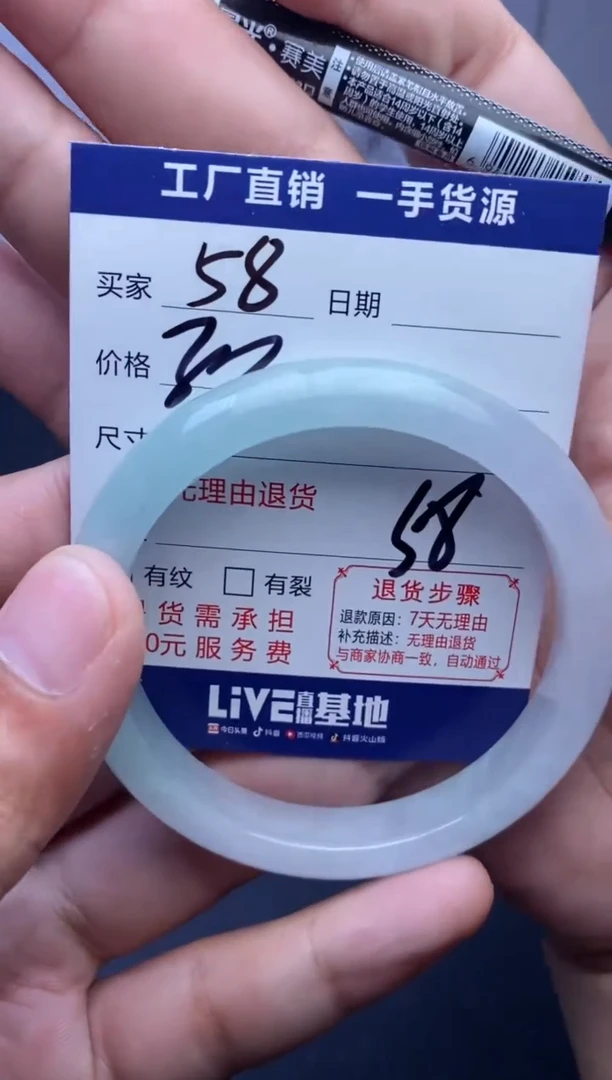 赛美
工厂直销 一手货源
买家 58 日期
价格
尺寸
无理由退货
58
有纹 有裂
货需承担
0元服务费
退货步骤
退款原因：7天无理由
补充描述：无理由退货
与商家协商一致，自动通过
LiVE直播基地
今日头条 抖音 西瓜视频 抖音火山版